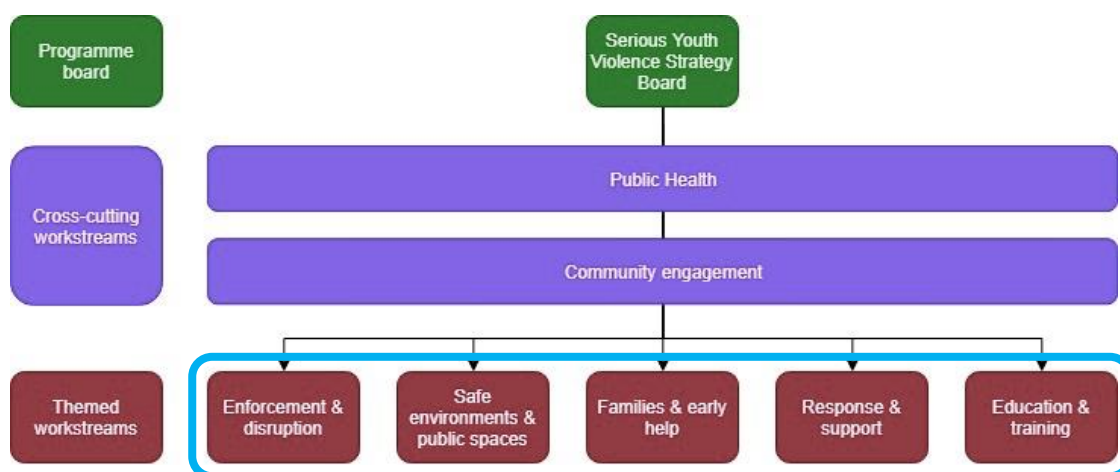 Programme
board
Serious Youth
Violence Strategy
Board
Cross-cutting
workstreams
Public Health
Community engagement
Themed
workstreams
Enforcement &
disruption
Safe
environments &
public spaces
Families & early
help
Response &
support
Education &
training